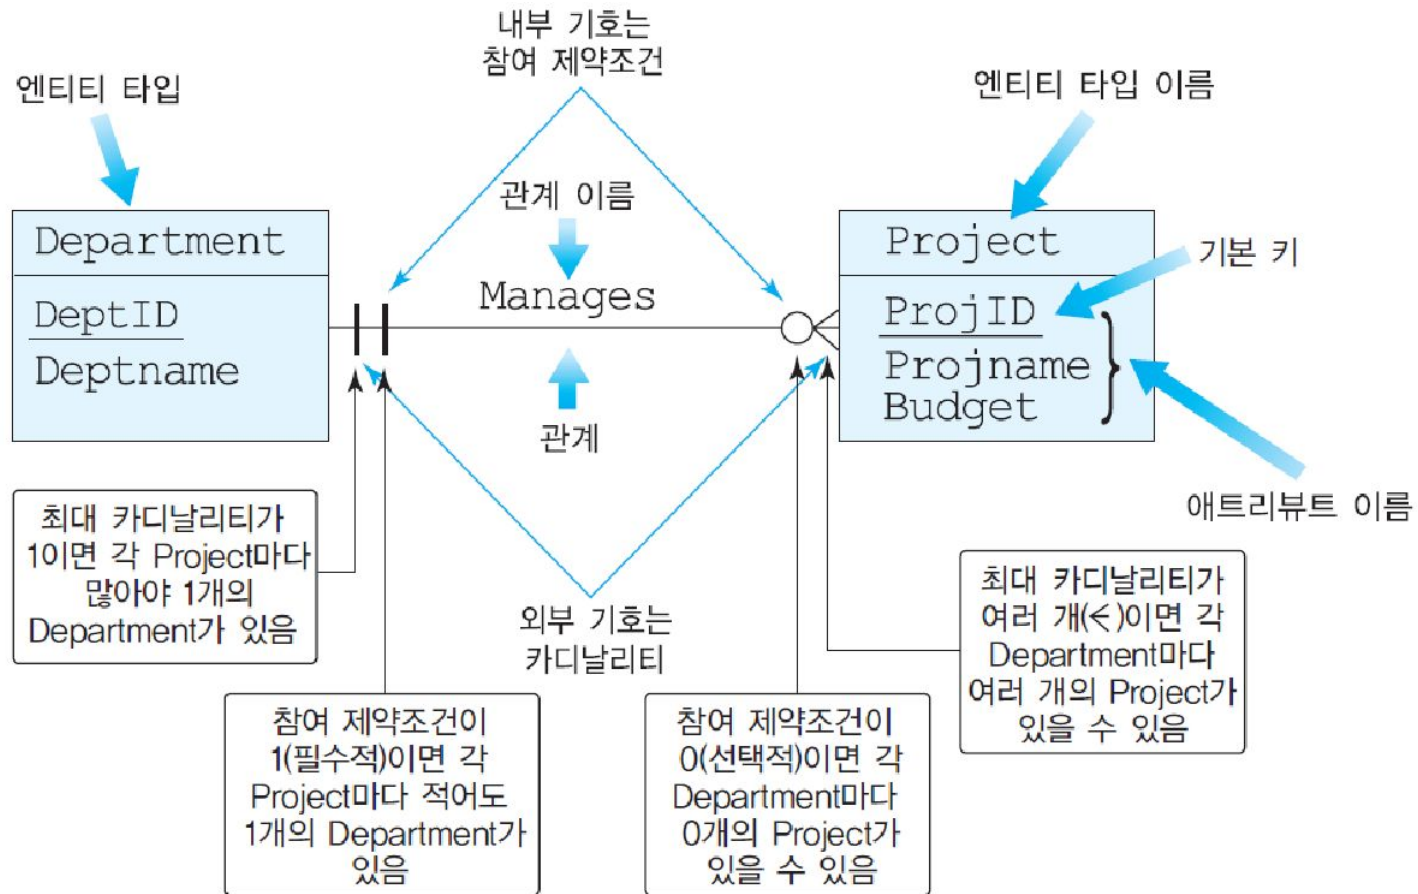 내부 기호는
참여 제약조건
엔티티 타입
엔티티 타입 이름
관계 이름
Department
DeptID
Deptname
Manages
Project
ProjID
Projname
Budget
기본 키
관계
애트리뷰트 이름
최대 카디날리티가
1이면 각 Project마다
많아야 1개의
Department가 있음
외부 기호는
카디날리티
최대 카디날리티가
여러 개(⋲)이면 각
Department마다
여러 개의 Project가
있을 수 있음
참여 제약조건이
1(필수적)이면 각
Project마다 적어도
1개의 Department가
있음
참여 제약조건이
0(선택적)이면 각
Department마다
0개의 Project가
있을 수 있음